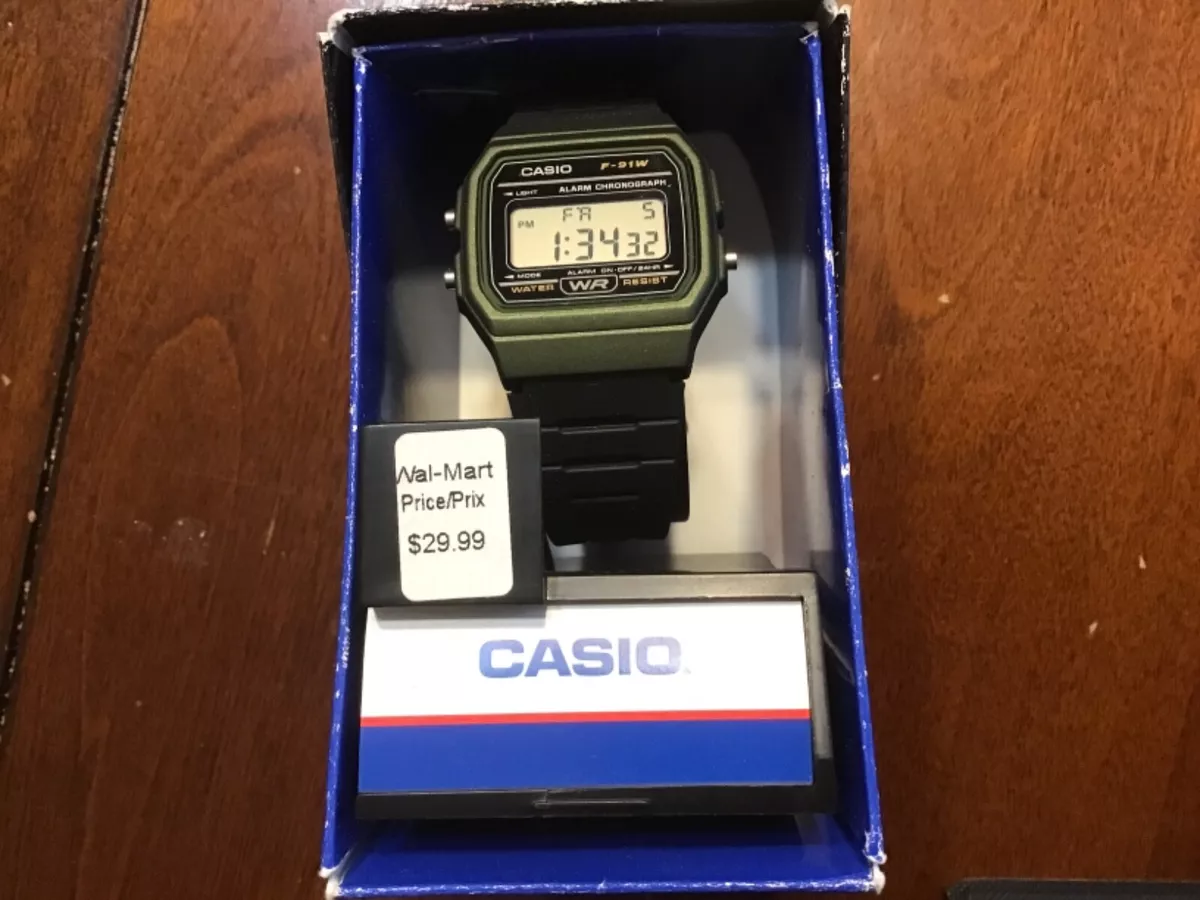 CASIO F-91W
LIGHT ALARM CHRONOGRAPH
PM FR 5
1:34 32
MODE ALARM ON·OFF/24HR
WATER WR RESIST
Wal-Mart
Price/Prix
$29.99
CASIO